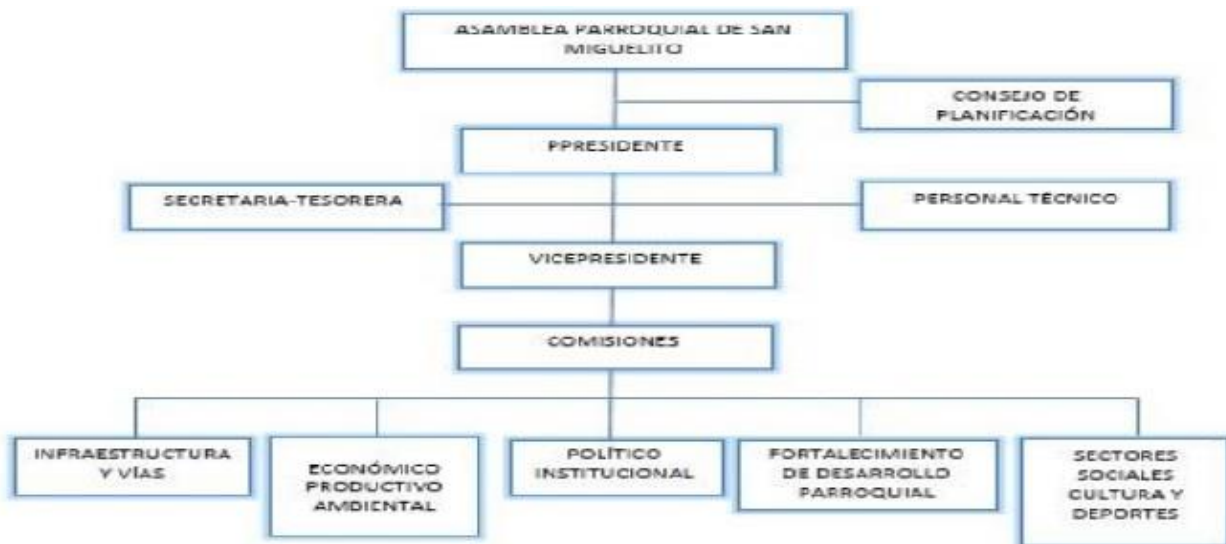 ASAMBLEA PARROQUIAL DE SAN
MIGUELITO
CONSEJO DE
PLANIFICACIÓN
PPRESIDENTE
SECRETARIA-TESORERA
PERSONAL TÉCNICO
VICEPRESIDENTE
COMISIONES
INFRAESTRUCTURA
Y VÍAS
ECONÓMICO
PRODUCTIVO
AMBIENTAL
POLÍTICO
INSTITUCIONAL
FORTALECIMIENTO
DE DESARROLLO
PARROQUIAL
SECTORES
SOCIALES
CULTURA Y
DEPORTES